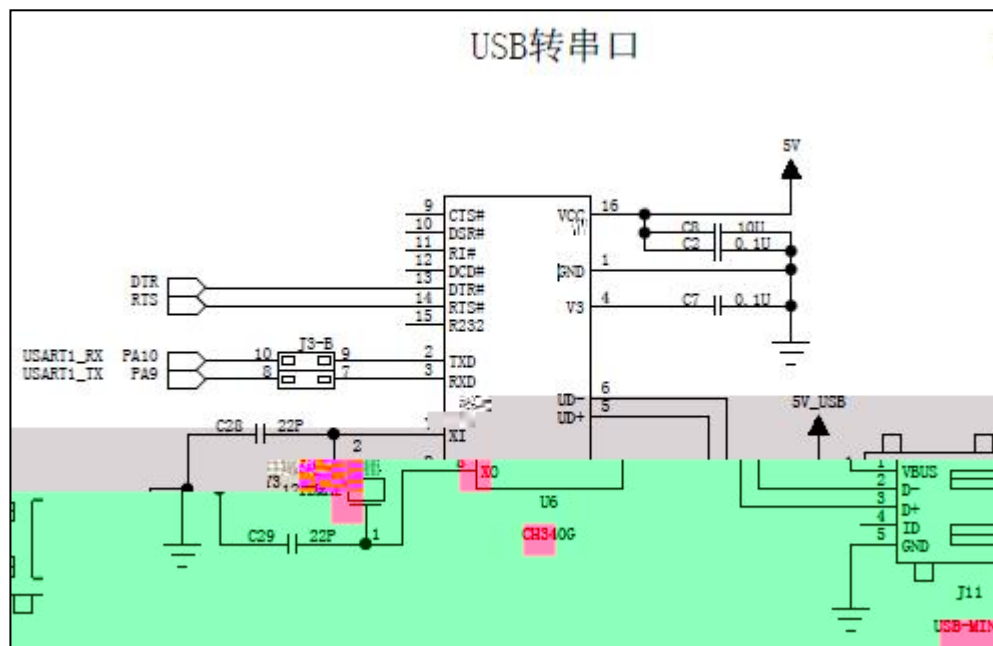 USB转串口
5V
9 CTS# VCC 16
10 DSR# C8 10U
11 RI# C2 0.1U
12 DCD# GND 1
DTR 13 DTR#
RTS 14 RTS# V3 4 C7 0.1U
15 R232
J3-B
USART1_RX PA10 10 9 2 TXD
USART1_TX PA9 8 7 3 RXD
UD- 6
UD+ 5
5V_USB
C28 22P XI
2
XO
1 VBUS
2 D-
3 D+
4 ID
5 GND
U6
CH340G
C29 22P 1
J11
USB-MIN